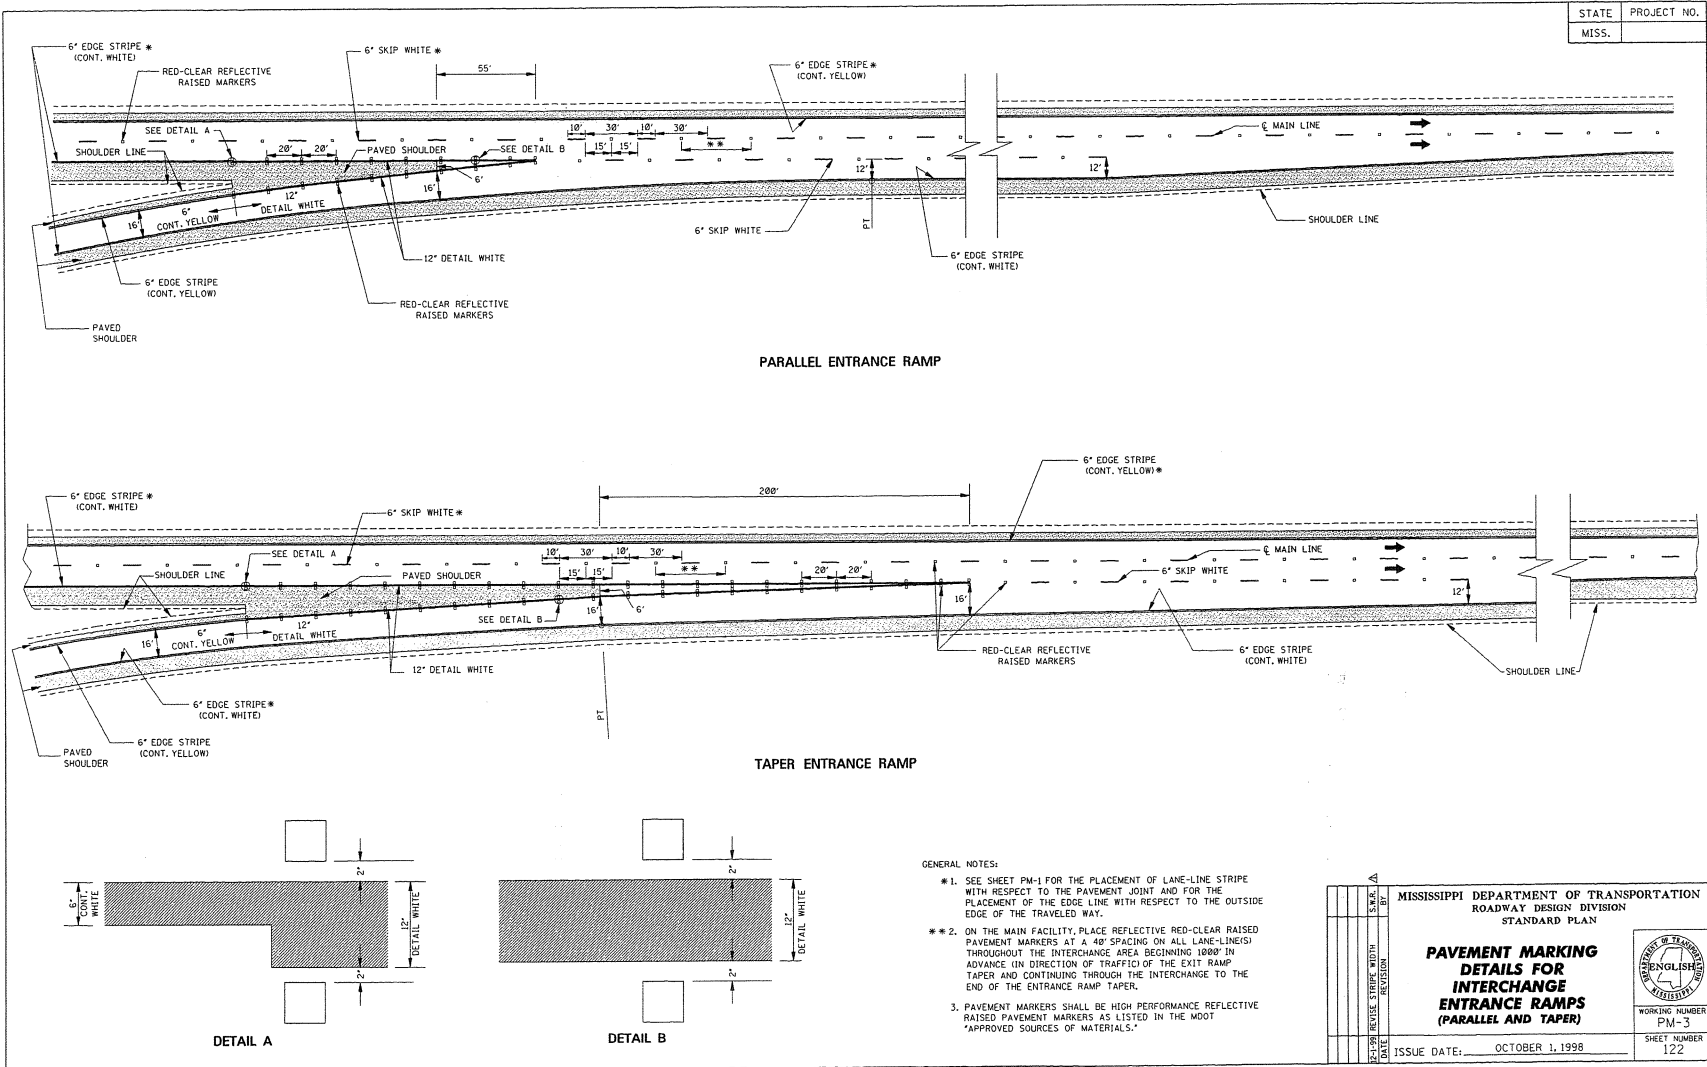 STATE PROJECT NO.
MISS.
6" EDGE STRIPE *
(CONT. WHITE)
RED-CLEAR REFLECTIVE
RAISED MARKERS
6" SKIP WHITE *
55'
6" EDGE STRIPE *
(CONT. YELLOW)
SEE DETAIL A
SHOULDER LINE
20' 20'
PAVED SHOULDER
SEE DETAIL B
10' 30' 10' 30'
15' 15'
* *
℄ MAIN LINE
6'
16'
12'
12'
12"
DETAIL WHITE
6"
CONT. YELLOW
16'
PT
6" SKIP WHITE
SHOULDER LINE
12" DETAIL WHITE
6" EDGE STRIPE
(CONT. WHITE)
6" EDGE STRIPE
(CONT. YELLOW)
RED-CLEAR REFLECTIVE
RAISED MARKERS
PAVED
SHOULDER
PARALLEL ENTRANCE RAMP
6" EDGE STRIPE
(CONT. YELLOW) *
6" EDGE STRIPE *
(CONT. WHITE)
200'
6" SKIP WHITE *
SEE DETAIL A
10' 30' 10' 30'
15' 15'
* *
℄ MAIN LINE
SHOULDER LINE
PAVED SHOULDER
20' 20'
6" SKIP WHITE
6'
16'
16'
12'
SEE DETAIL B
12"
DETAIL WHITE
6"
CONT. YELLOW
16'
12" DETAIL WHITE
RED-CLEAR REFLECTIVE
RAISED MARKERS
6" EDGE STRIPE
(CONT. WHITE)
SHOULDER LINE
6" EDGE STRIPE *
(CONT. WHITE)
PT
6" EDGE STRIPE
(CONT. YELLOW)
PAVED
SHOULDER
TAPER ENTRANCE RAMP
2"
6"
CONT.
WHITE
12"
DETAIL WHITE
2"
DETAIL A
2"
12"
DETAIL WHITE
2"
DETAIL B
GENERAL NOTES:
* 1. SEE SHEET PM-1 FOR THE PLACEMENT OF LANE-LINE STRIPE
WITH RESPECT TO THE PAVEMENT JOINT AND FOR THE
PLACEMENT OF THE EDGE LINE WITH RESPECT TO THE OUTSIDE
EDGE OF THE TRAVELED WAY.
* * 2. ON THE MAIN FACILITY, PLACE REFLECTIVE RED-CLEAR RAISED
PAVEMENT MARKERS AT A 40' SPACING ON ALL LANE-LINE(S)
THROUGHOUT THE INTERCHANGE AREA BEGINNING 1000' IN
ADVANCE (IN DIRECTION OF TRAFFIC) OF THE EXIT RAMP
TAPER AND CONTINUING THROUGH THE INTERCHANGE TO THE
END OF THE ENTRANCE RAMP TAPER.
3. PAVEMENT MARKERS SHALL BE HIGH PERFORMANCE REFLECTIVE
RAISED PAVEMENT MARKERS AS LISTED IN THE MDOT
"APPROVED SOURCES OF MATERIALS."
S.W.R.
BY
REVISE STRIPE WIDTH
REVISION
12-1-99
DATE
MISSISSIPPI DEPARTMENT OF TRANSPORTATION
ROADWAY DESIGN DIVISION
STANDARD PLAN
PAVEMENT MARKING
DETAILS FOR
INTERCHANGE
ENTRANCE RAMPS
(PARALLEL AND TAPER)
DEPARTMENT OF TRANSPORTATION
ENGLISH
MISSISSIPPI
WORKING NUMBER
PM-3
SHEET NUMBER
122
ISSUE DATE: OCTOBER 1, 1998